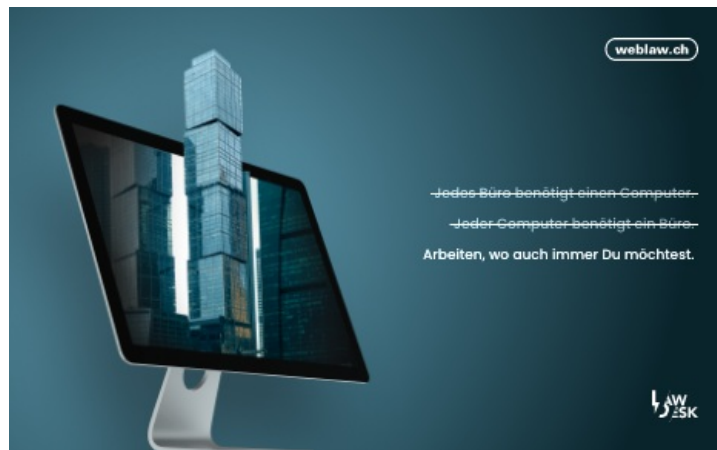 weblaw.ch
Jedes Büro benötigt einen Computer.
Jeder Computer benötigt ein Büro.
Arbeiten, wo auch immer Du möchtest.
LAW
DESK